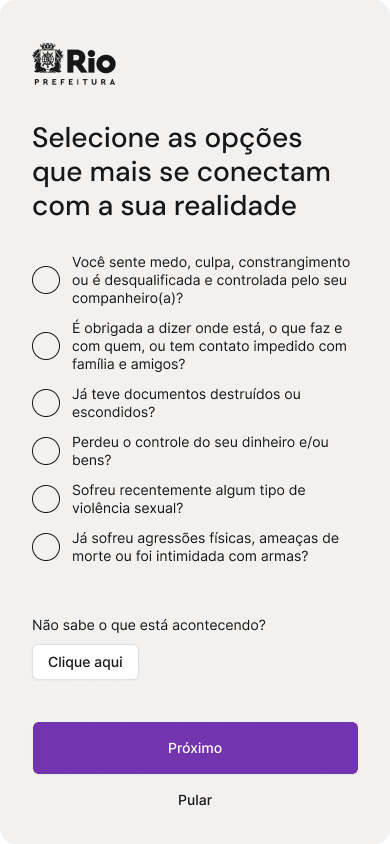 Rio
PREFEITURA
Selecione as opções
que mais se conectam
com a sua realidade
Você sente medo, culpa, constrangimento
ou é desqualificada e controlada pelo seu
companheiro(a)?
É obrigada a dizer onde está, o que faz e
com quem, ou tem contato impedido com
família e amigos?
Já teve documentos destruídos ou
escondidos?
Perdeu o controle do seu dinheiro e/ou
bens?
Sofreu recentemente algum tipo de
violência sexual?
Já sofreu agressões físicas, ameaças de
morte ou foi intimidada com armas?
Não sabe o que está acontecendo?
Clique aqui
Próximo
Pular